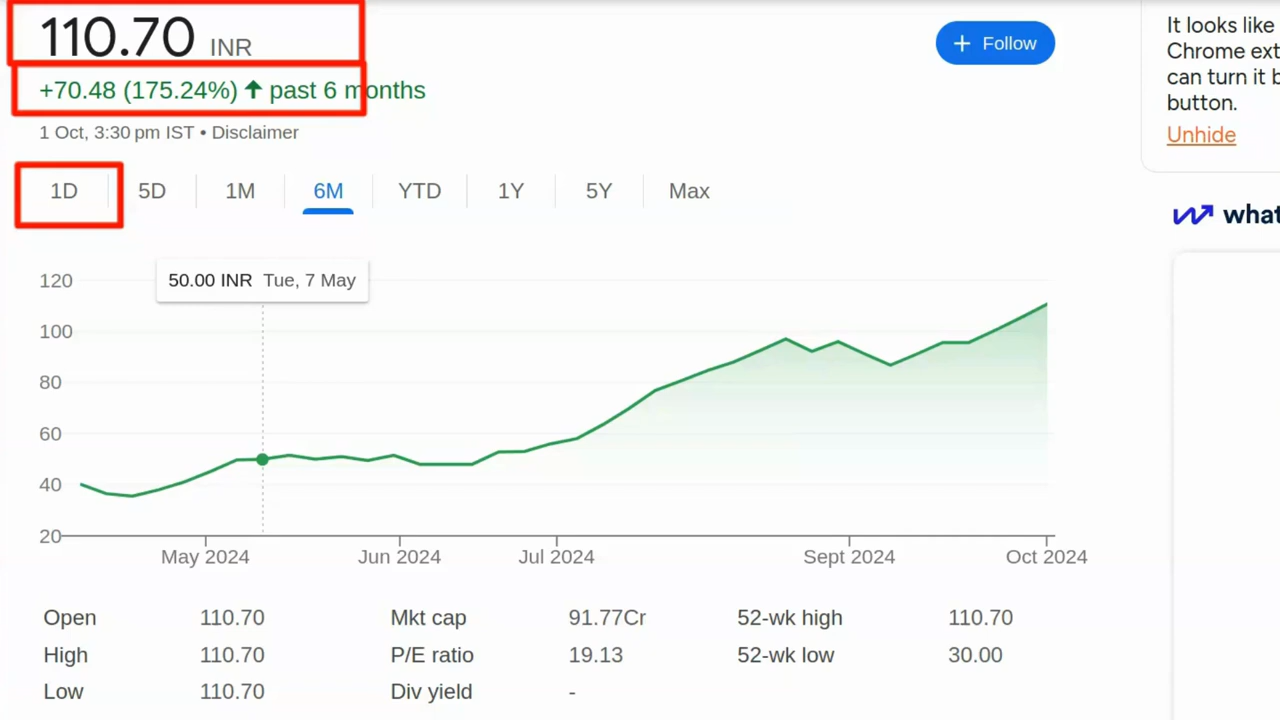 110.70 INR
+70.48 (175.24%) ↑ past 6 months
1 Oct, 3:30 pm IST • Disclaimer
+ Follow
1D 5D 1M 6M YTD 1Y 5Y Max
50.00 INR Tue, 7 May
120
100
80
60
40
20
May 2024 Jun 2024 Jul 2024 Sept 2024 Oct 2024
Open 110.70 Mkt cap 91.77Cr 52-wk high 110.70
High 110.70 P/E ratio 19.13 52-wk low 30.00
Low 110.70 Div yield -
It looks like
Chrome ext
can turn it b
button.
Unhide
what